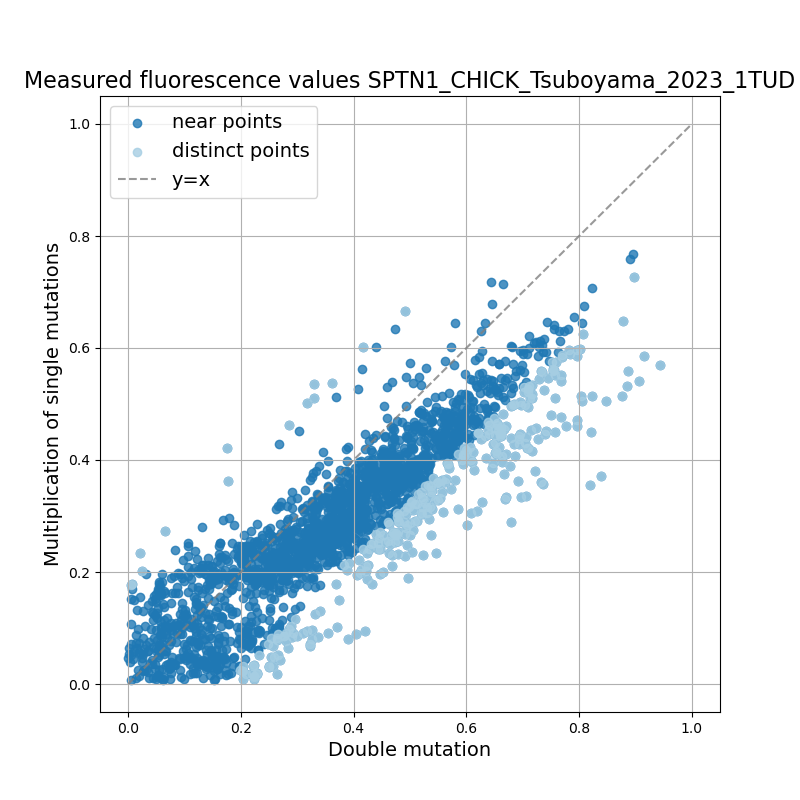 Measured fluorescence values SPTN1_CHICK_Tsuboyama_2023_1TUD
near points
distinct points
y=x
Multiplication of single mutations
1.0
0.8
0.6
0.4
0.2
0.0
0.0 0.2 0.4 0.6 0.8 1.0
Double mutation